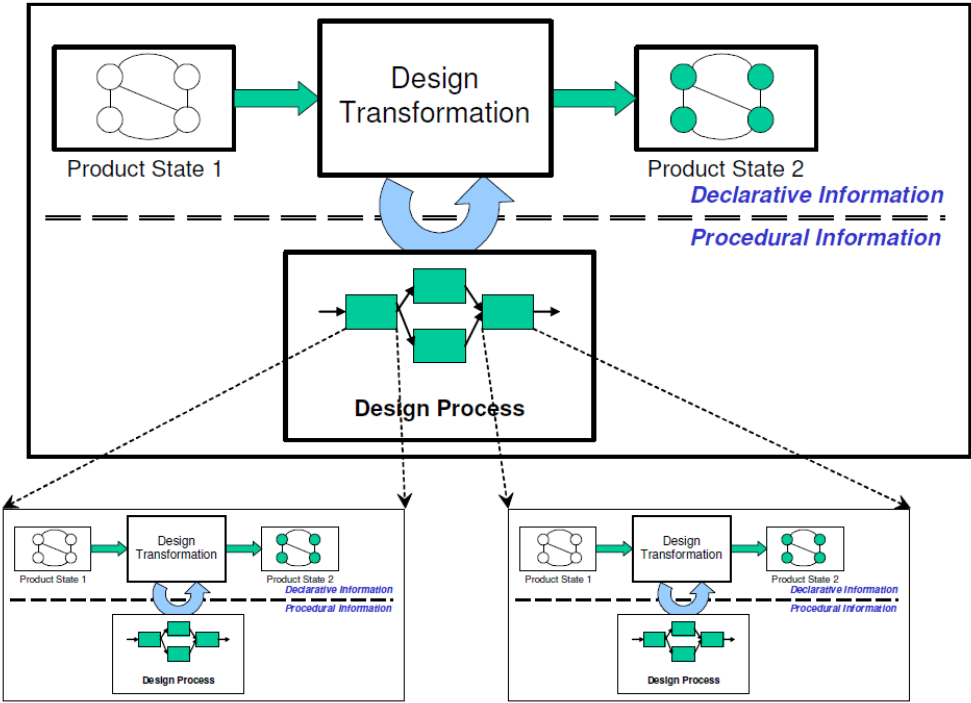 Design
Transformation
Product State 1
Product State 2
Declarative Information
Procedural Information
Design Process
Design
Transformation
Product State 1
Product State 2
Declarative Information
Procedural Information
Design Process
Design
Transformation
Product State 1
Product State 2
Declarative Information
Procedural Information
Design Process